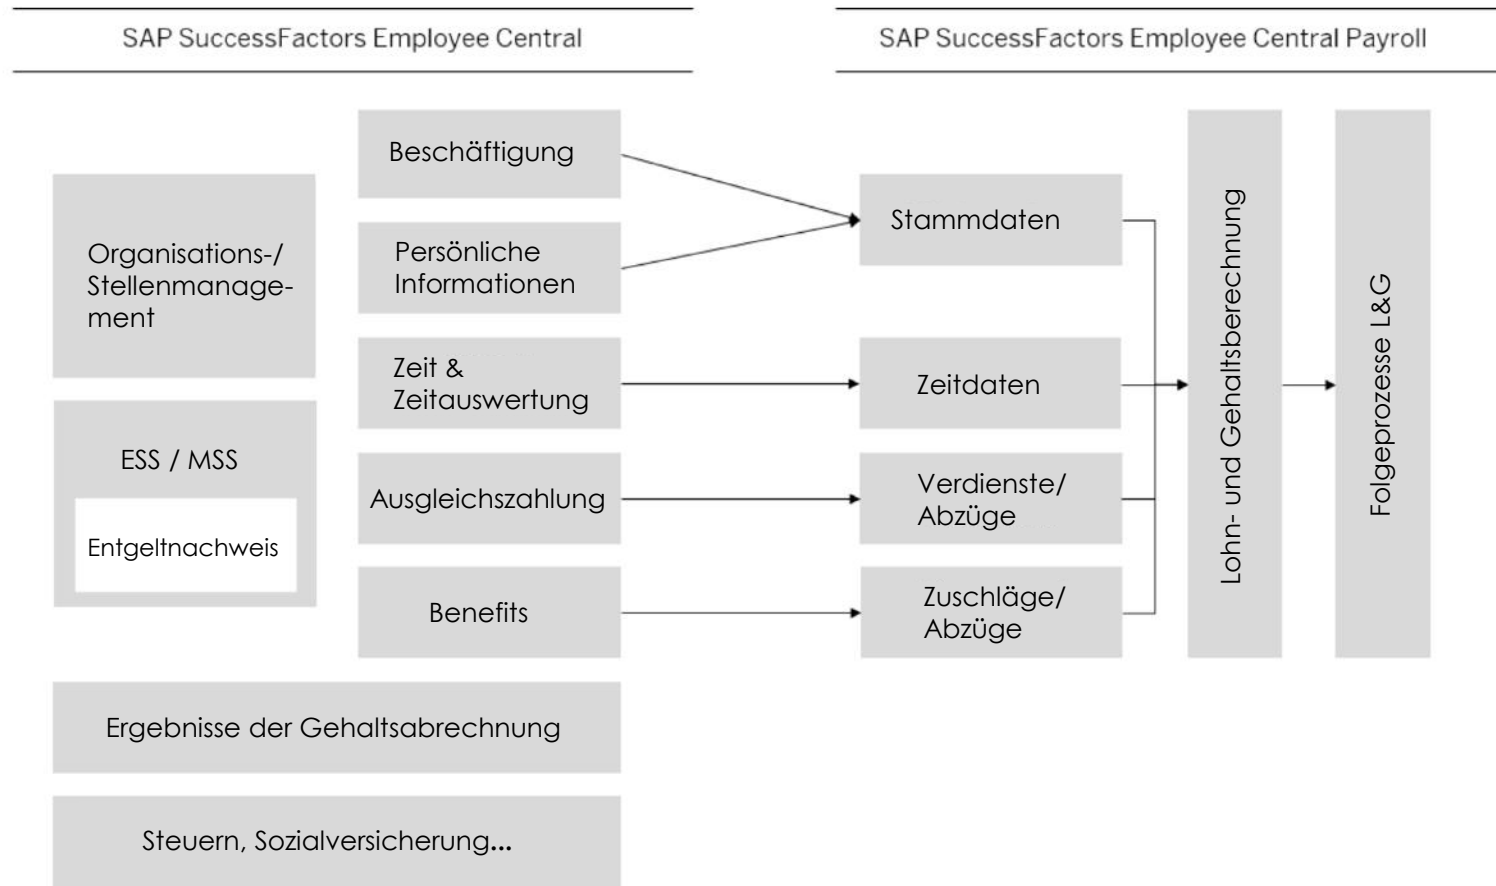 SAP SuccessFactors Employee Central
SAP SuccessFactors Employee Central Payroll
Organisations-/
Stellenmanage-
ment
ESS / MSS
Entgeltnachweis
Beschäftigung
Persönliche
Informationen
Zeit &
Zeitauswertung
Ausgleichszahlung
Benefits
Ergebnisse der Gehaltsabrechnung
Steuern, Sozialversicherung...
Stammdaten
Zeitdaten
Verdienste/
Abzüge
Zuschläge/
Abzüge
Lohn- und Gehaltsberechnung
Folgeprozesse L&G